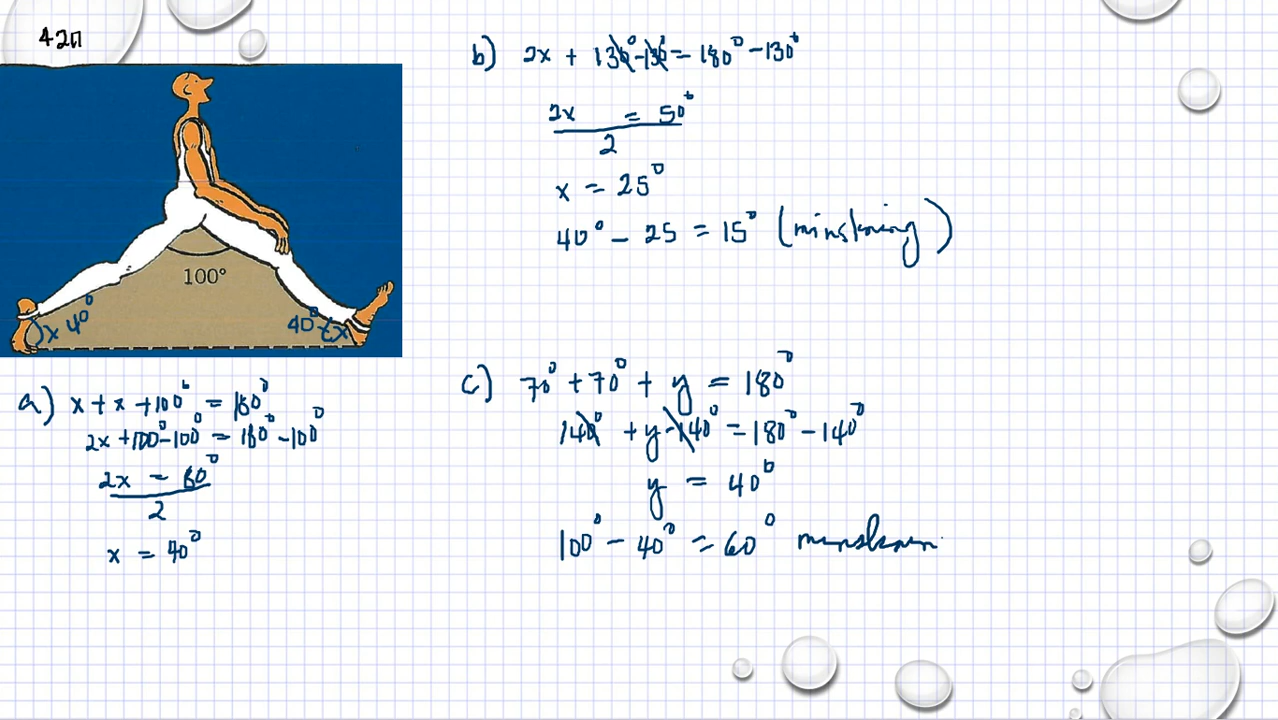 4211
100°
x 40°
40° x
a) x + x + 100° = 180°
2x + 100° - 100° = 180° - 100°
2x = 80°
2
x = 40°
b) 2x + 130° - 130° = 180° - 130°
2x = 50°
2
x = 25°
40° - 25 = 15° (minskning)
c) 70° + 70° + y = 180°
140° + y - 140° = 180° - 140°
y = 40°
100° - 40° = 60° minsknin